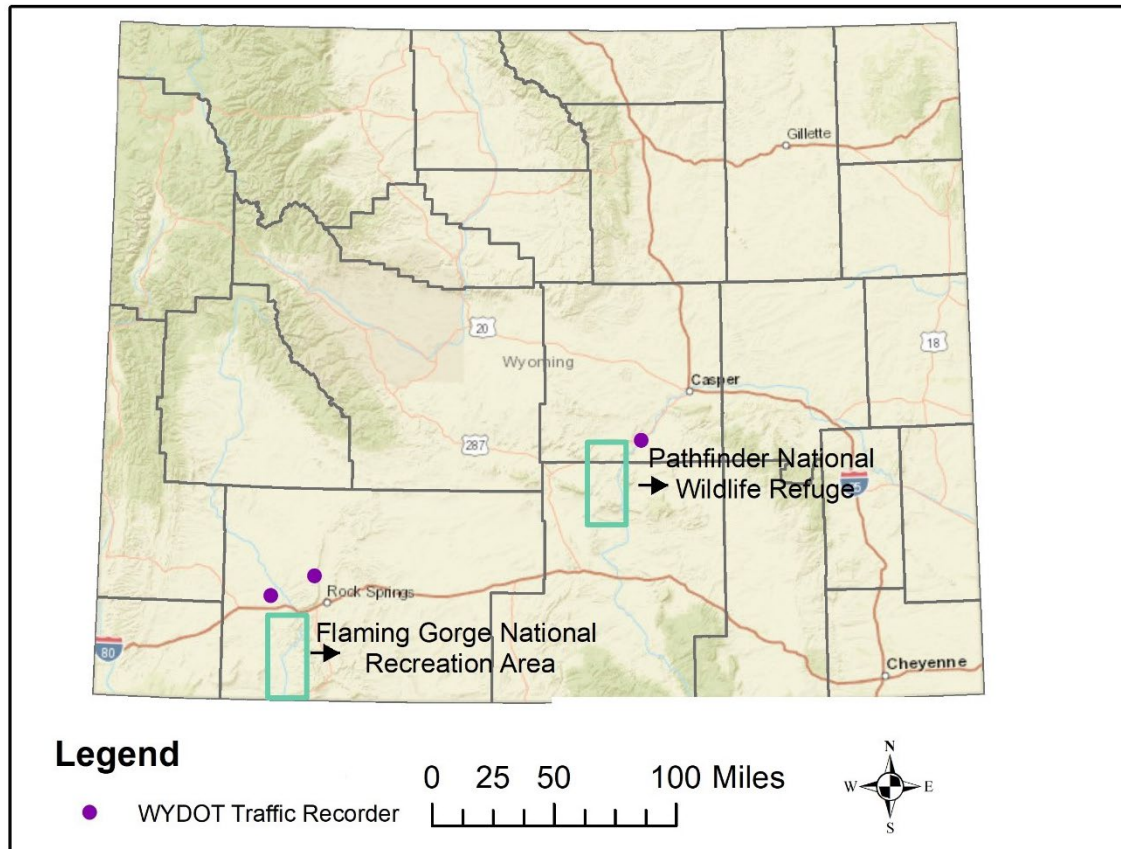 Gillette
20
Wyoming
18
Casper
287
Pathfinder National
Wildlife Refuge
25
Rock Springs
Flaming Gorge National
Recreation Area
80
Cheyenne
Legend
WYDOT Traffic Recorder
0 25 50 100 Miles
N
W E
S